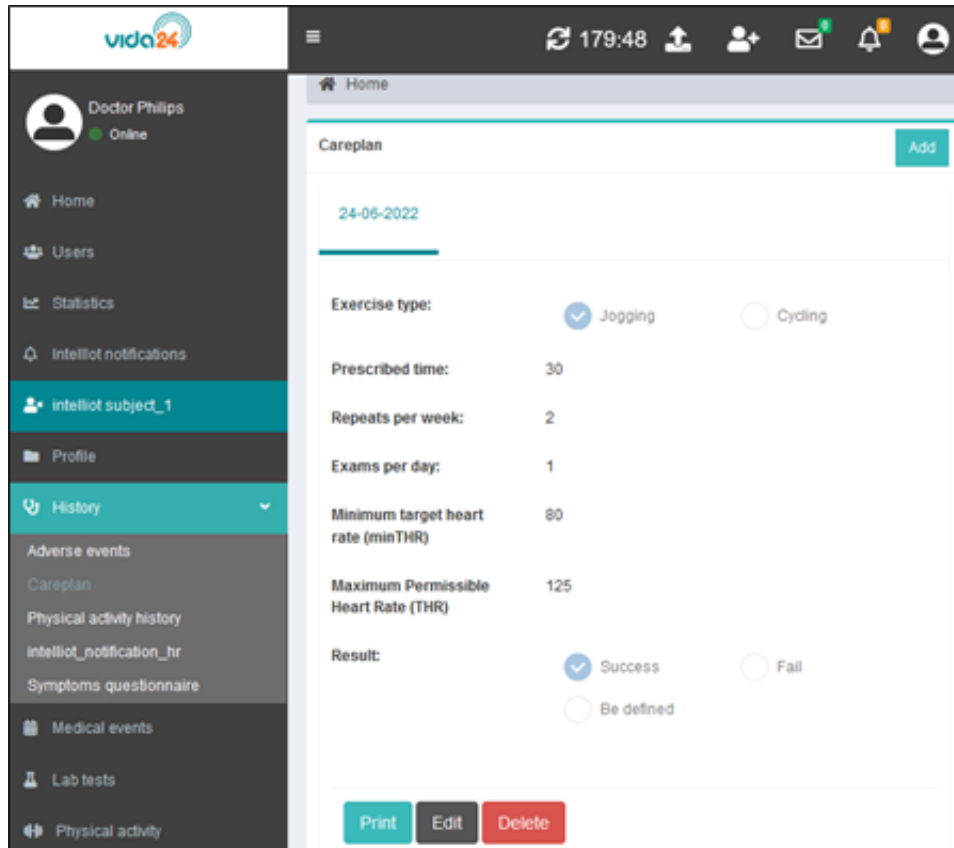 vida24
179:48
0
0
Doctor Philips
Online
Home
Users
Statistics
Intelliot notifications
intelliot subject_1
Profile
History
Adverse events
Careplan
Physical activity history
intelliot_notification_hr
Symptoms questionnaire
Medical events
Lab tests
Physical activity
Home
Careplan
Add
24-06-2022
Exercise type:
Jogging
Cycling
Prescribed time:
30
Repeats per week:
2
Exams per day:
1
Minimum target heart
rate (minTHR)
80
Maximum Permissible
Heart Rate (THR)
125
Result:
Success
Fail
Be defined
Print
Edit
Delete